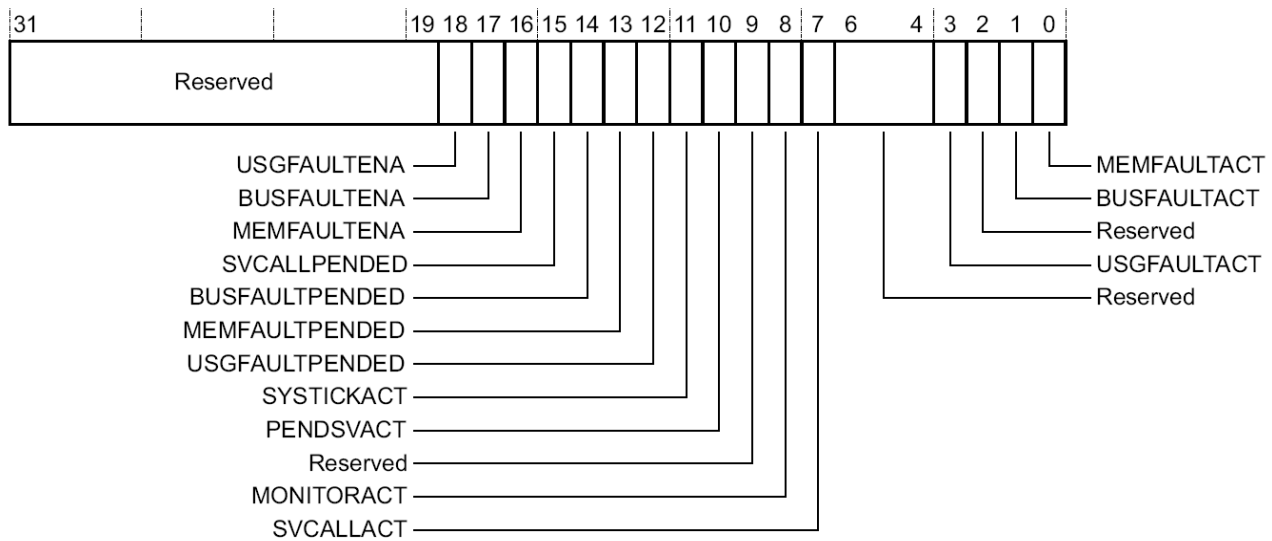 31 19 18 17 16 15 14 13 12 11 10 9 8 7 6 4 3 2 1 0
Reserved
USGFAULTENA
BUSFAULTENA
MEMFAULTENA
SVCALLPENDED
BUSFAULTPENDED
MEMFAULTPENDED
USGFAULTPENDED
SYSTICKACT
PENDSVACT
Reserved
MONITORACT
SVCALLACT
MEMFAULTACT
BUSFAULTACT
Reserved
USGFAULTACT
Reserved